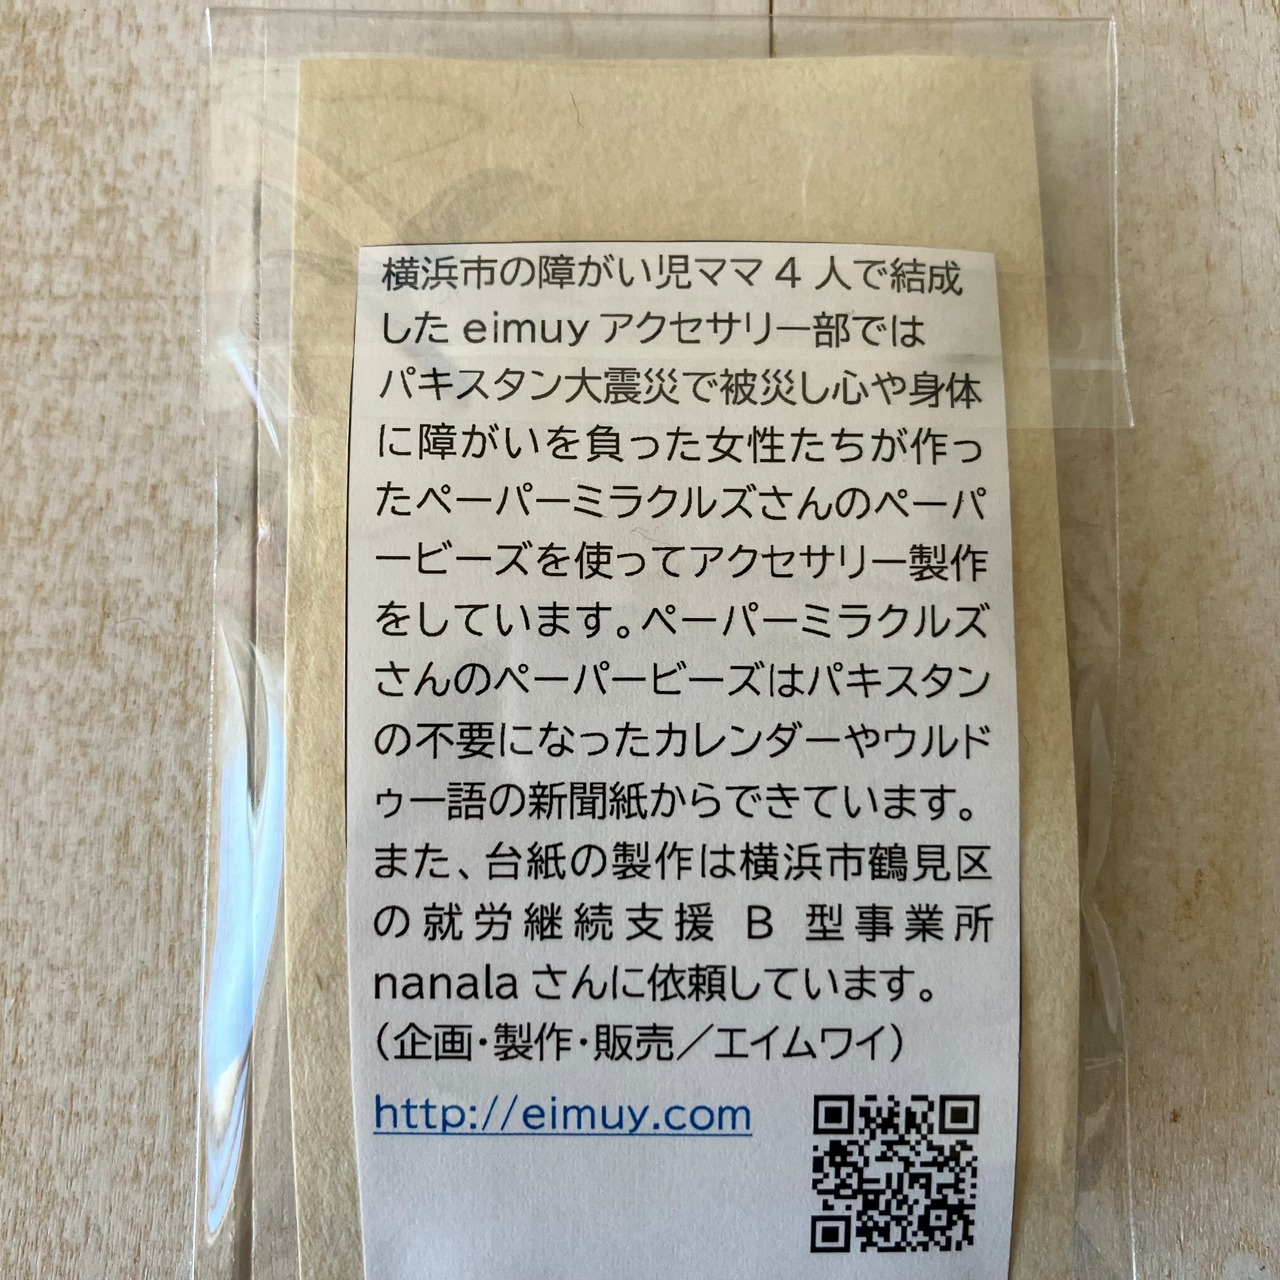 横浜市の障がい児ママ 4 人で結成
した eimuy アクセサリー部では
パキスタン大震災で被災し心や身体
に障がいを負った女性たちが作っ
たペーパーミラクルズさんのペーパ
ービーズを使ってアクセサリー製作
をしています。ペーパーミラクルズ
さんのペーパービーズはパキスタン
の不要になったカレンダーやウルド
ゥー語の新聞紙からできています。
また、台紙の製作は横浜市鶴見区
の就労継続支援 B 型事業所
nanala さんに依頼しています。
（企画・製作・販売／エイムワイ）
http://eimuy.com